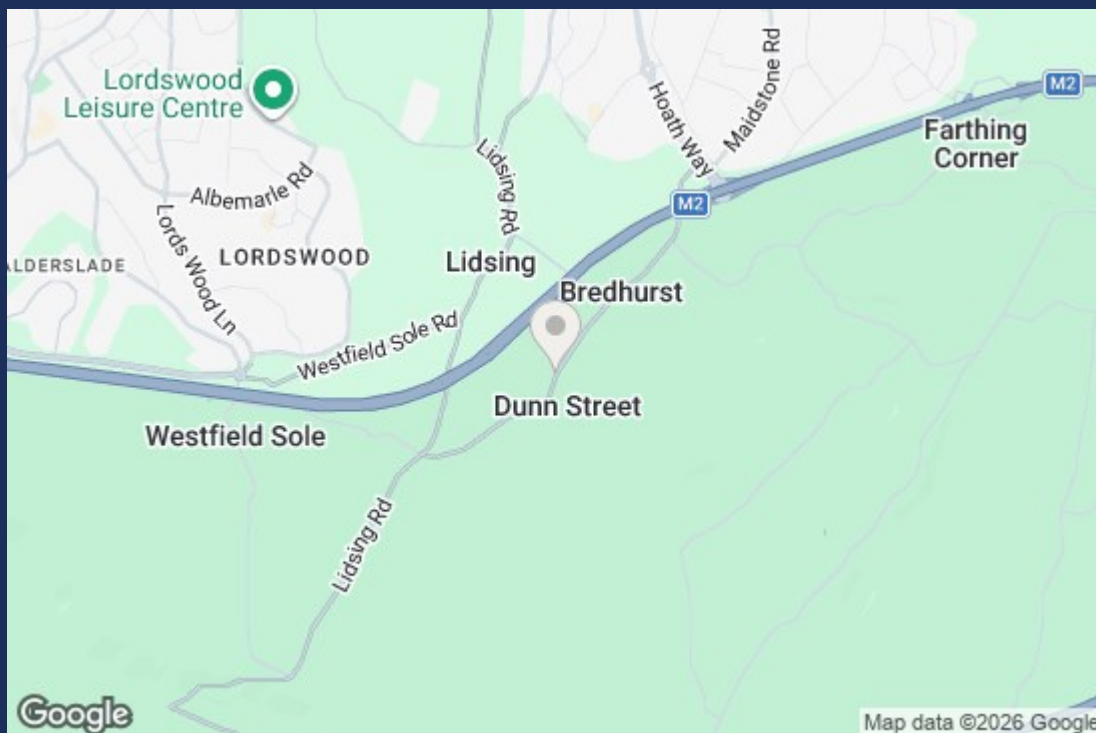 Lordswood
Leisure Centre
M2
Farthing
Corner
Hoath Way
Maidstone Rd
Lidsing Rd
Albemarle Rd
M2
Lords Wood Ln
LORDSWOOD
ALDERSLADE
Lidsing
Bredhurst
Westfield Sole Rd
Dunn Street
Westfield Sole
Lidsing Rd
Google
Map data ©2026 Google